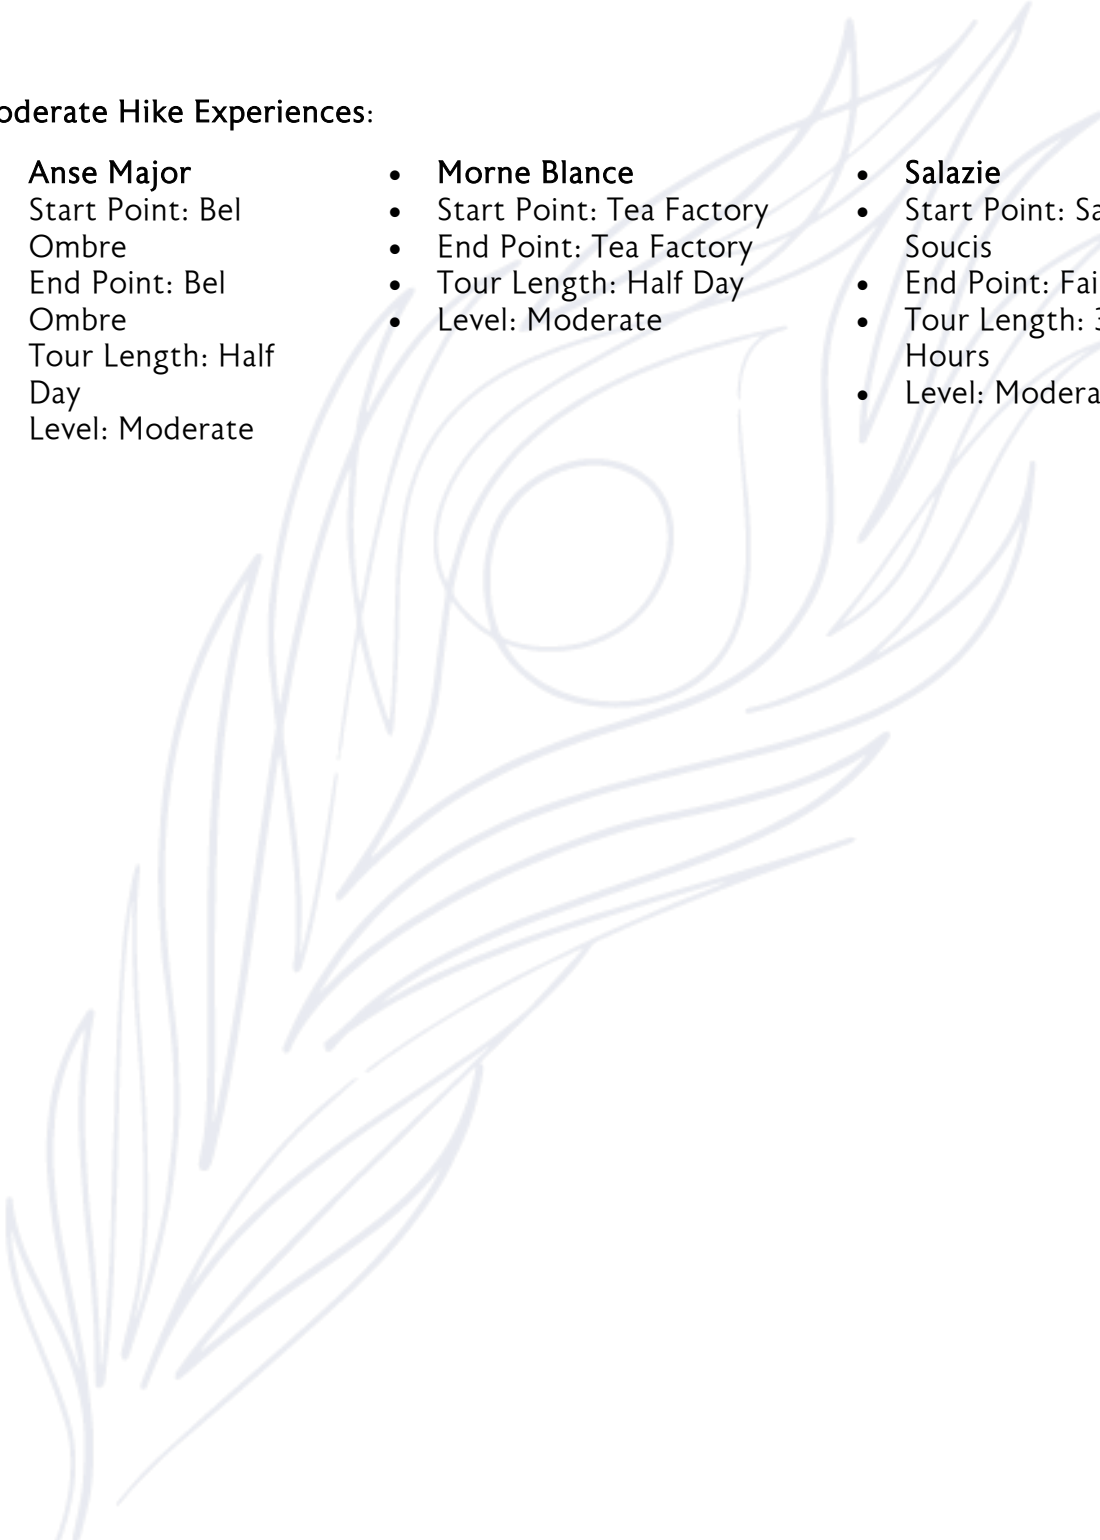 oderate Hike Experiences:
Anse Major
Start Point: Bel
Ombre
End Point: Bel
Ombre
Tour Length: Half
Day
Level: Moderate
• Morne Blance
• Start Point: Tea Factory
• End Point: Tea Factory
• Tour Length: Half Day
• Level: Moderate
• Salazie
• Start Point: Sa
Soucis
• End Point: Fai
• Tour Length: 3
Hours
• Level: Modera